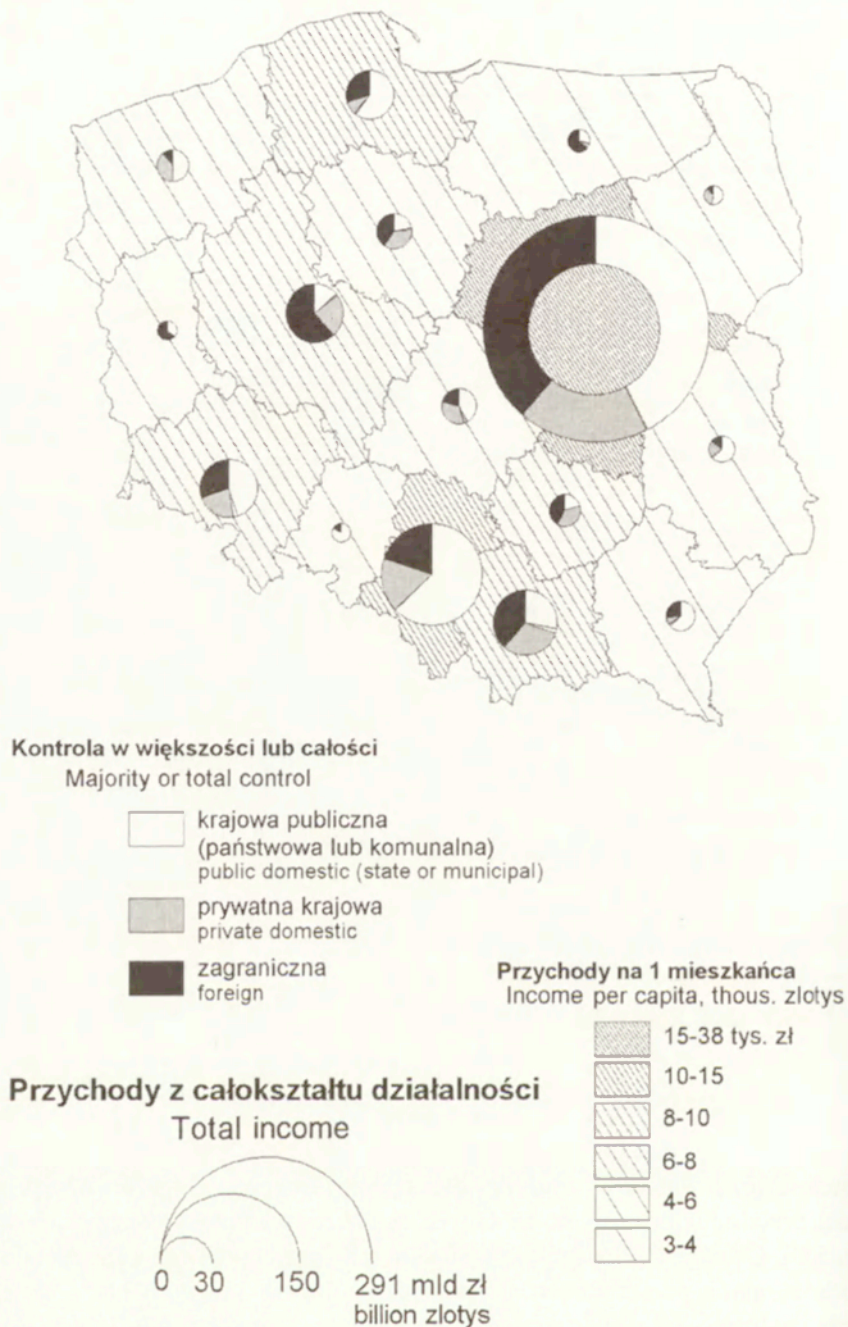 Kontrola w większości lub całości
Majority or total control
krajowa publiczna
(państwowa lub komunalna)
public domestic (state or municipal)
prywatna krajowa
private domestic
zagraniczna
foreign
Przychody na 1 mieszkańca
Income per capita, thous. zlotys
15-38 tys. zł
10-15
8-10
6-8
4-6
3-4
Przychody z całokształtu działalności
Total income
0 30 150 291 mld zł
billion zlotys